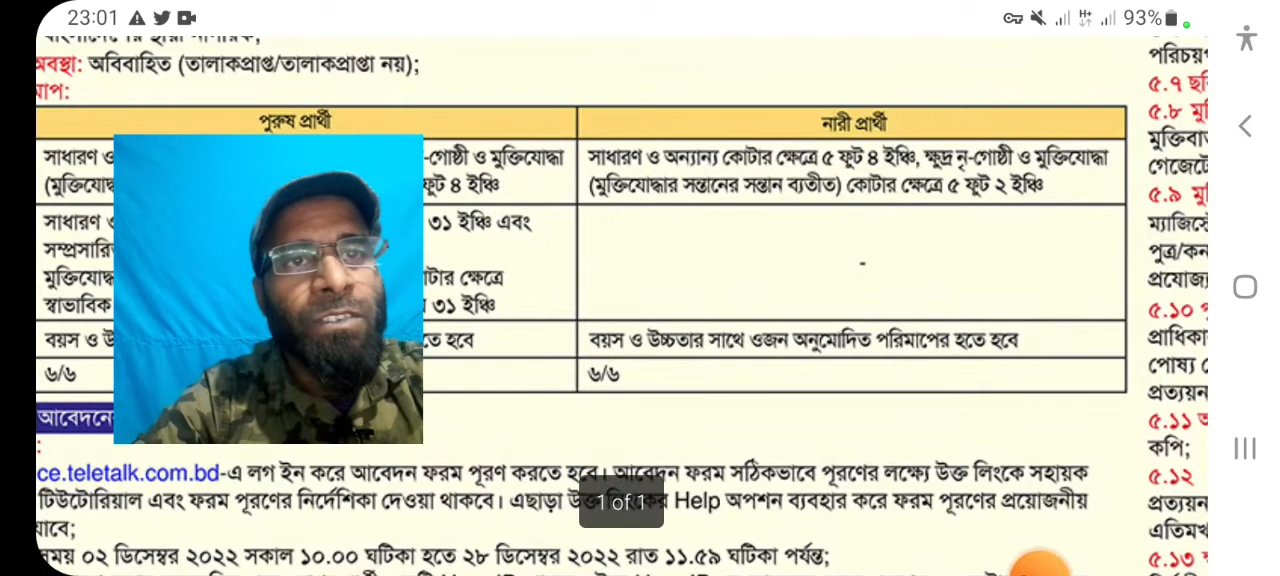 23:01
93%
অবস্থা: অবিবাহিত (তালাকপ্রাপ্ত/তালাকপ্রাপ্তা নয়);
মাপ:
পুরুষ প্রার্থী
নারী প্রার্থী
সাধারণ ও
-গোষ্ঠী ও মুক্তিযোদ্ধা
সাধারণ ও অন্যান্য কোটার ক্ষেত্রে ৫ ফুট ৪ ইঞ্চি, ক্ষুদ্র নৃ-গোষ্ঠী ও মুক্তিযোদ্ধা
(মুক্তিযোদ্ধ
ফুট ৪ ইঞ্চি
(মুক্তিযোদ্ধার সন্তানের সন্তান ব্যতীত) কোটার ক্ষেত্রে ৫ ফুট ২ ইঞ্চি
সাধারণ
৩১ ইঞ্চি এবং
সম্প্রসারি
মুক্তিযোদ্ধ
টার ক্ষেত্রে
স্বাভাবিক
৩১ ইঞ্চি
-
বয়স ও উ
তে হবে
বয়স ও উচ্চতার সাথে ওজন অনুমোদিত পরিমাপের হতে হবে
৬/৬
৬/৬
আবেদনে
:
ce.teletalk.com.bd-এ লগ ইন করে আবেদন ফরম পূরণ করতে হবে। আবেদন ফরম সঠিকভাবে পূরণের লক্ষ্যে উক্ত লিংকে সহায়ক
টিউটোরিয়াল এবং ফরম পূরণের নির্দেশিকা দেওয়া থাকবে। এছাড়া উক্ত লিংকের Help অপশন ব্যবহার করে ফরম পূরণের প্রয়োজনীয়
যাবে;
সময় ০২ ডিসেম্বর ২০২২ সকাল ১০.০০ ঘটিকা হতে ২৮ ডিসেম্বর ২০২২ রাত ১১.৫৯ ঘটিকা পর্যন্ত;
1 of 1
পরিচয়প
৫.৭ ছবি
৫.৮ মু
মুক্তিবা
গেজেটে
৫.৯ মু
ম্যাজিস্টে
পুত্র/কন
প্রযোজ্য
৫.১০
প্রাধিকা
পোষ্য
প্রত্যয়ন
৫.১১
কপি;
৫.১২
প্রত্যয়ন
এতিমখ
৫.১৩